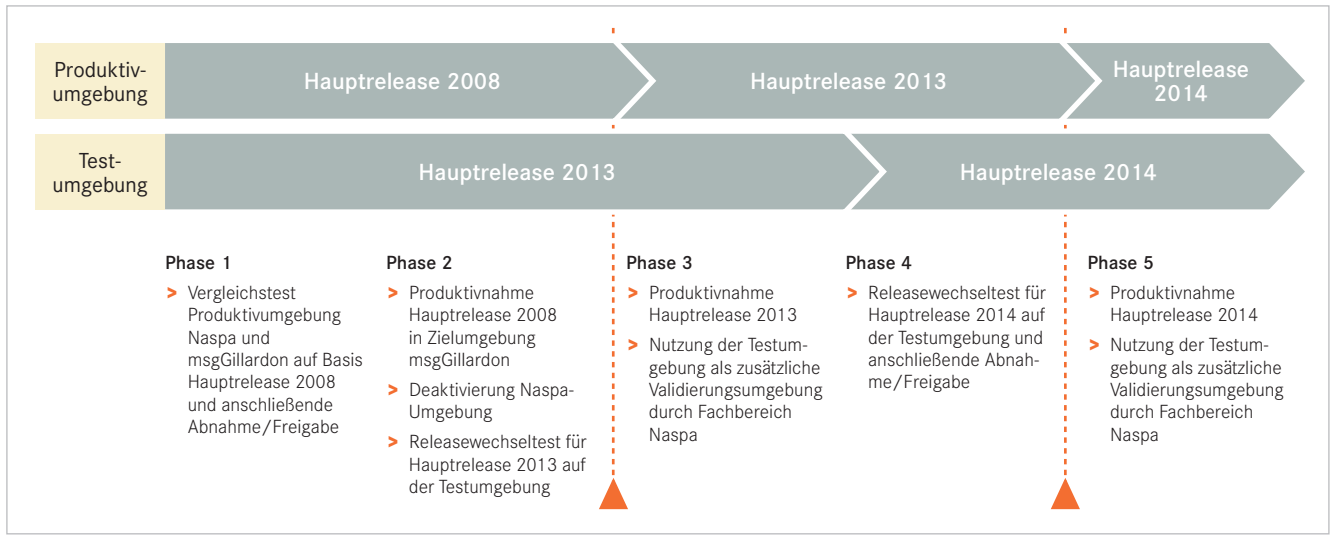 Produktiv-
umgebung
Hauptrelease 2008
Hauptrelease 2013
Hauptrelease
2014
Test-
umgebung
Hauptrelease 2013
Hauptrelease 2014
Phase 1
> Vergleichstest
Produktivumgebung
Naspa und
msgGillardon auf Basis
Hauptrelease 2008
und anschließende
Abnahme/Freigabe
Phase 2
> Produktivnahme
Hauptrelease 2008
in Zielumgebung
msgGillardon
> Deaktivierung Naspa-
Umgebung
> Releasewechseltest für
Hauptrelease 2013 auf
der Testumgebung
Phase 3
> Produktivnahme
Hauptrelease 2013
> Nutzung der Testum-
gebung als zusätzliche
Validierungsumgebung
durch Fachbereich
Naspa
Phase 4
> Releasewechseltest für
Hauptrelease 2014 auf
der Testumgebung und
anschließende Abnah-
me/Freigabe
Phase 5
> Produktivnahme
Hauptrelease 2014
> Nutzung der Testum-
gebung als zusätzliche
Validierungsumgebung
durch Fachbereich
Naspa